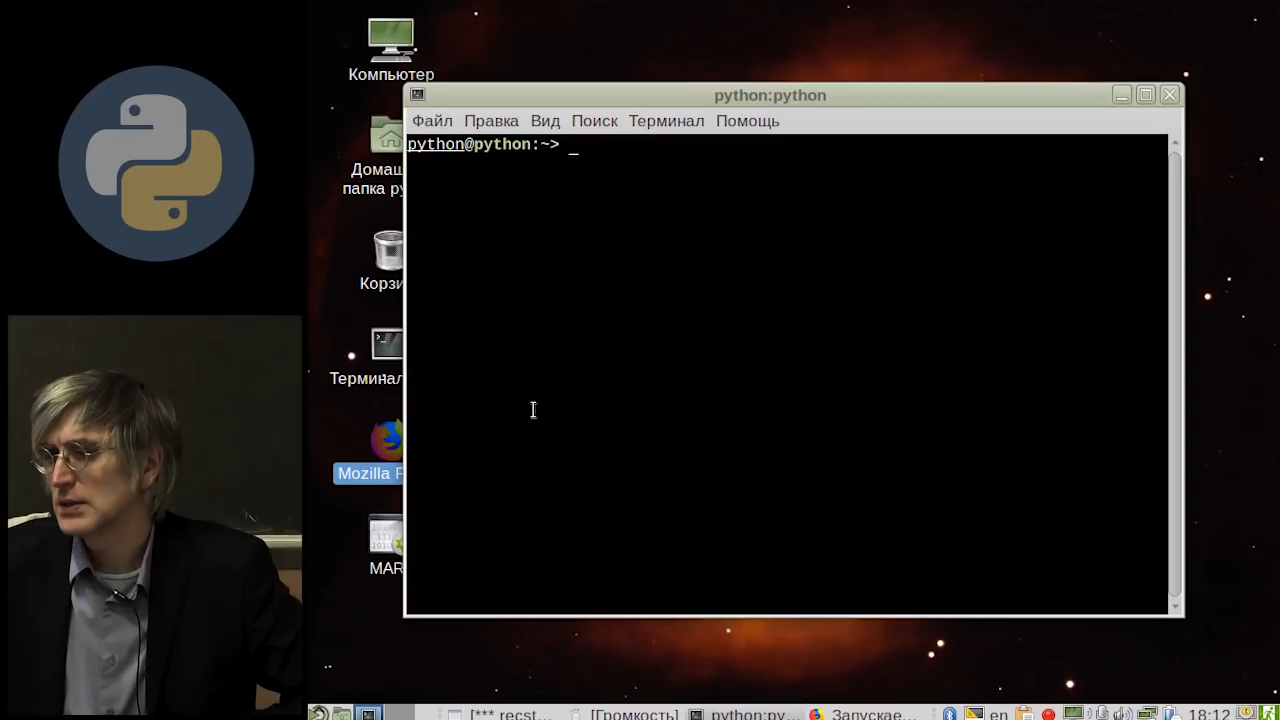 Компьютер
python:python
Файл Правка Вид Поиск Терминал Помощь
python@python:~> _
Домаш
папка py
Корзи
Терминал
Mozilla F
MAR
[*** recst... [Громкость] python:py... Запускае... en 18:12